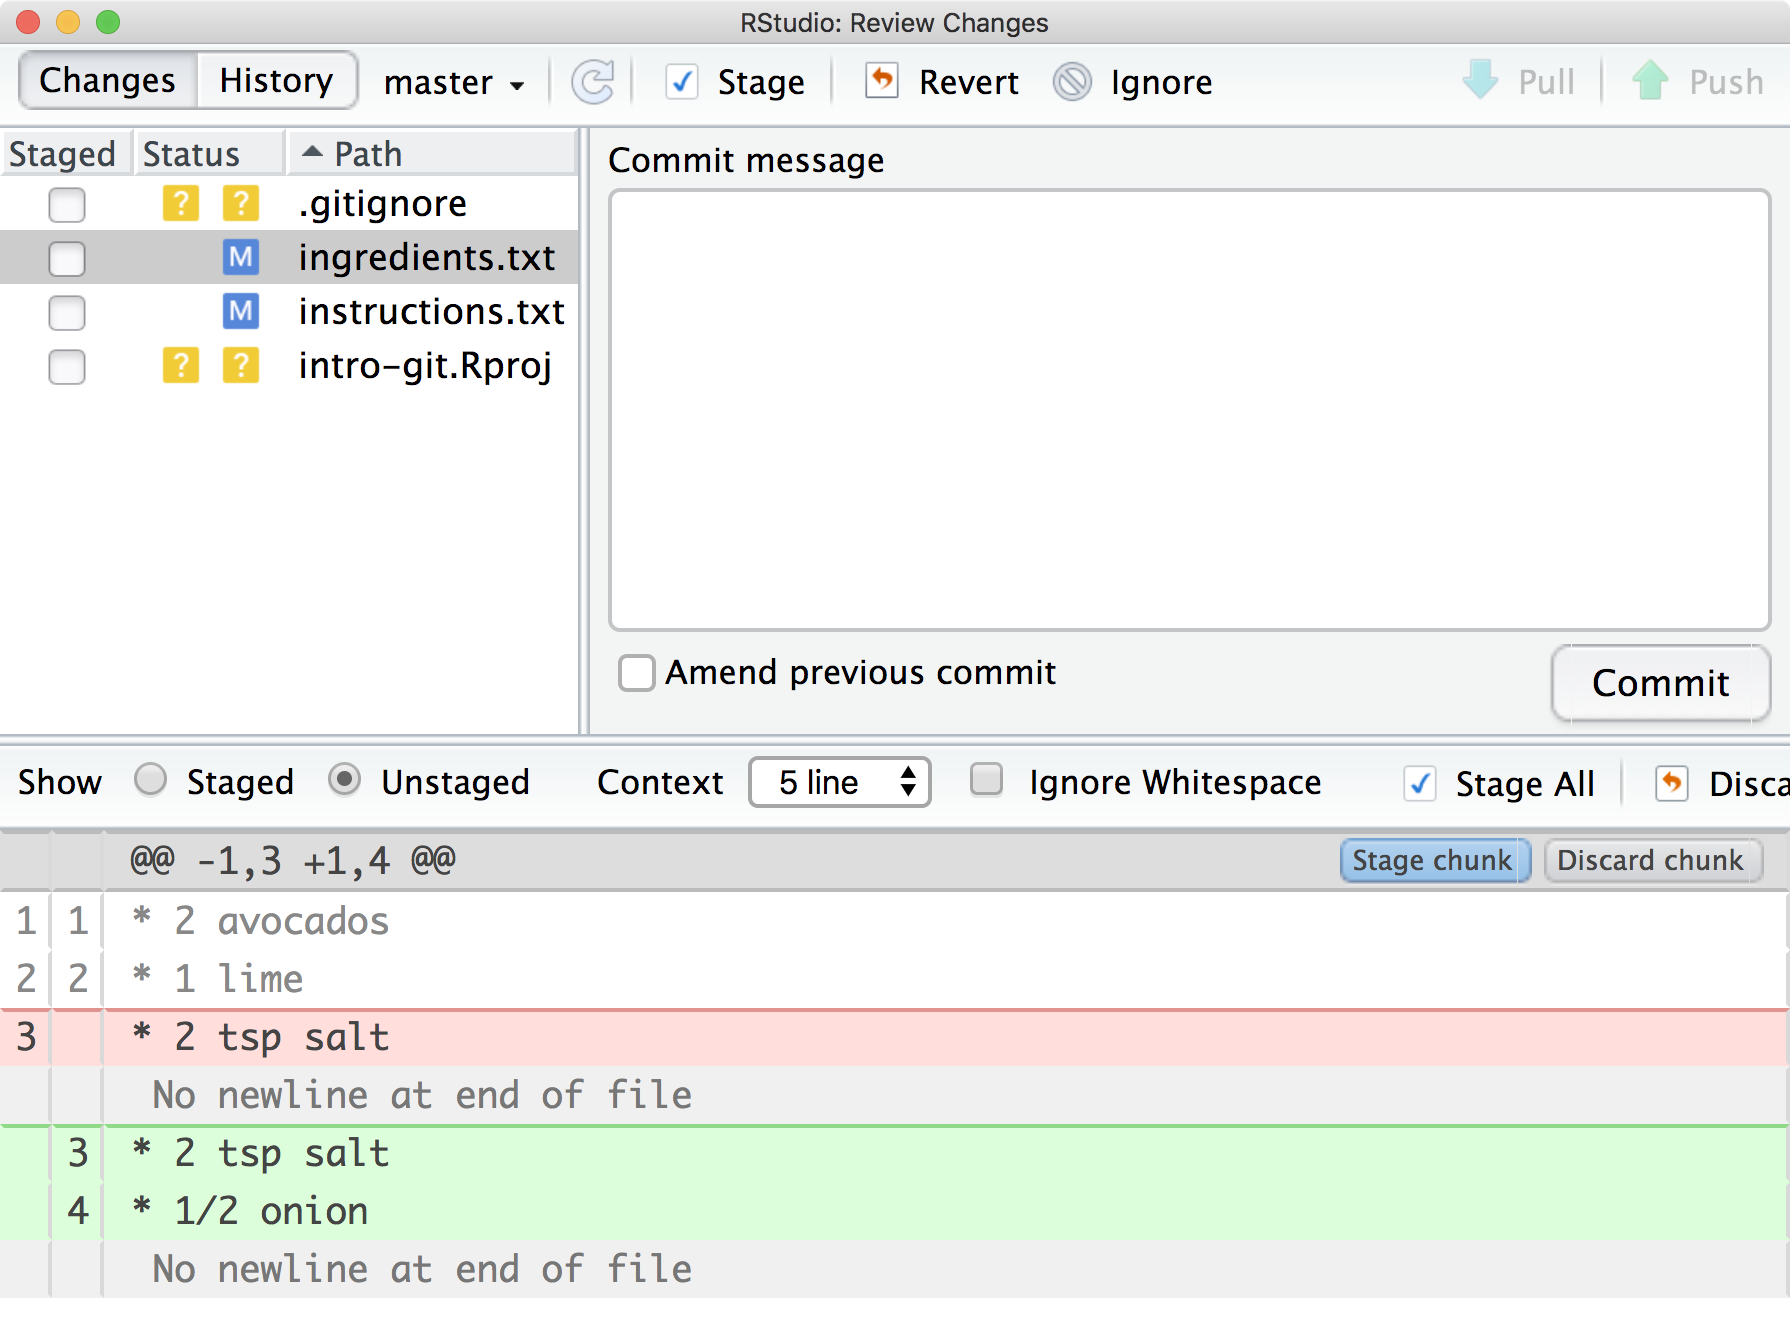 RStudio: Review Changes
Changes History master Stage Revert Ignore Pull Push
Staged Status Path
? ? .gitignore
M ingredients.txt
M instructions.txt
? ? intro-git.Rproj
Commit message
Amend previous commit
Commit
Show Staged Unstaged Context 5 line Ignore Whitespace Stage All Disca
@@ -1,3 +1,4 @@ Stage chunk Discard chunk
1 1 * 2 avocados
2 2 * 1 lime
3 * 2 tsp salt
No newline at end of file
3 * 2 tsp salt
4 * 1/2 onion
No newline at end of file